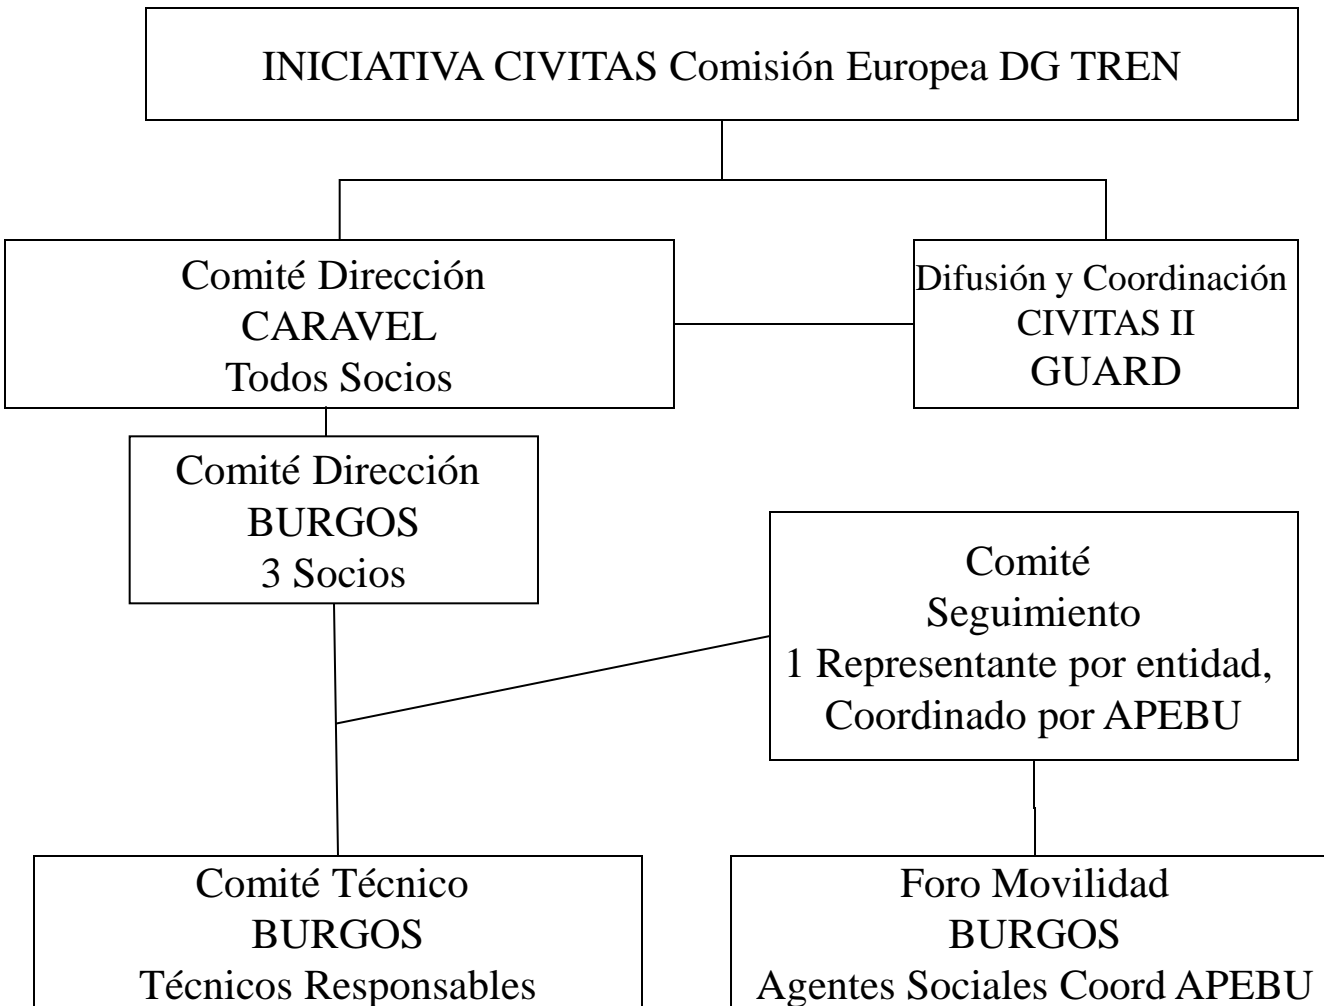 INICIATIVA CIVITAS Comisión Europea DG TREN
Comité Dirección
CARAVEL
Todos Socios
Difusión y Coordinación
CIVITAS II
GUARD
Comité Dirección
BURGOS
3 Socios
Comité
Seguimiento
1 Representante por entidad,
Coordinado por APEBU
Comité Técnico
BURGOS
Técnicos Responsables
Foro Movilidad
BURGOS
Agentes Sociales Coord APEBU